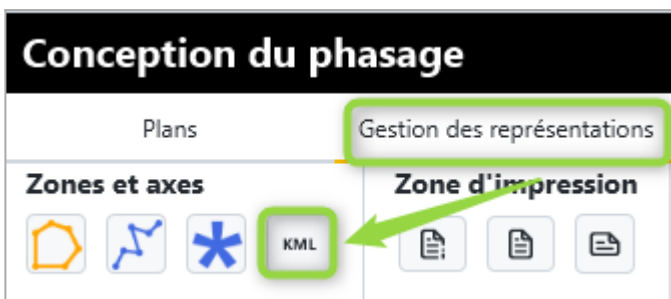 Conception du phasage
Plans
Gestion des représentations
Zones et axes
Zone d'impression
KML